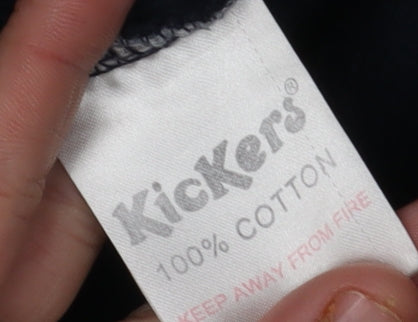 KicKers®
100% COTTON
KEEP AWAY FROM FIRE